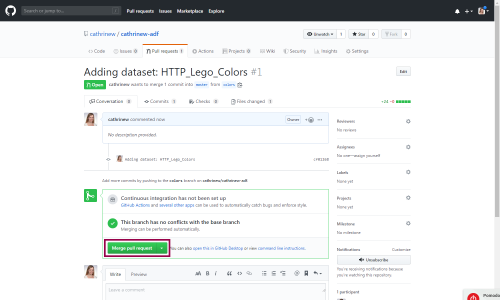 Search or jump to...
Pull requests Issues Marketplace Explore
cathrinew / cathrinew-adf
Unwatch 1 Star 0 Fork 0
Code Issues 0 Pull requests 1 Actions Projects 0 Wiki Security Insights Settings
Adding dataset: HTTP_Lego_Colors #1
Edit
Open cathrinew wants to merge 1 commit into master from colors
Conversation 0 Commits 1 Checks 0 Files changed 1
+24 -0
cathrinew commented now
Owner
No description provided.
Adding dataset: HTTP_Lego_Colors
Add more commits by pushing to the colors branch on cathrinew/cathrinew-adf.
Continuous integration has not been set up
GitHub Actions and several other apps can be used to automatically catch bugs and enforce style.
This branch has no conflicts with the base branch
Merging can be performed automatically.
Merge pull request
You can also open this in GitHub Desktop or view command line instructions.
Write Preview
Leave a comment
Reviewers
No reviews
Assignees
No one—assign yourself
Labels
None yet
Projects
None yet
Milestone
No milestone
Notifications Customize
Unsubscribe
You're receiving notifications because you're watching this repository.
1 participant